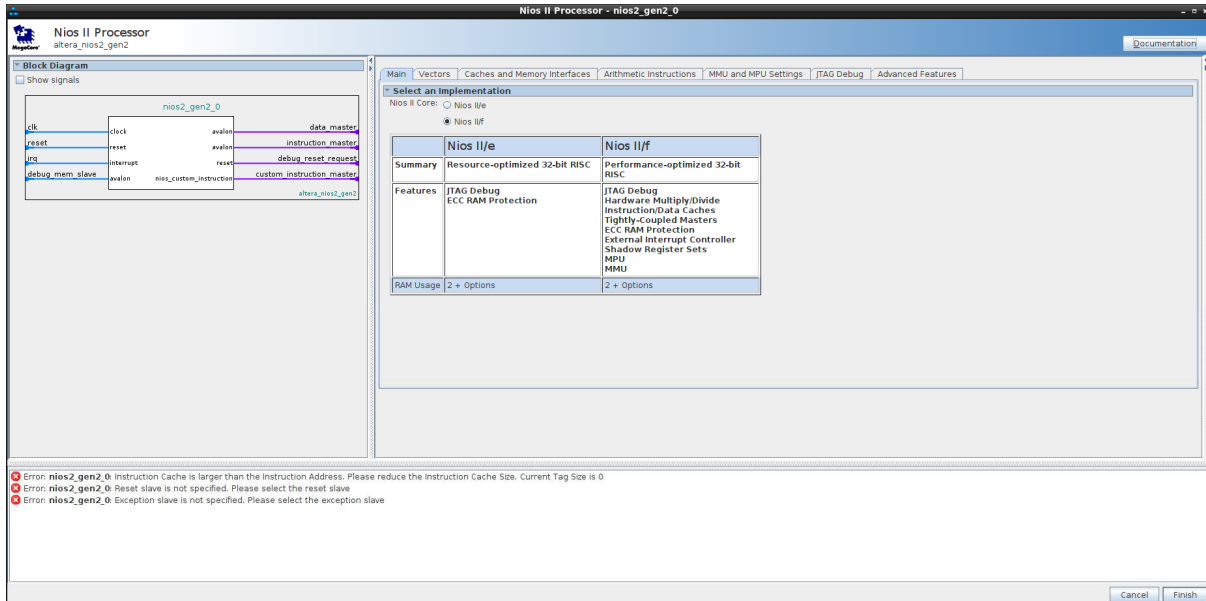 Nios II Processor - nios2_gen2_0
Nios II Processor
altera_nios2_gen2
MegaCore'
Documentation
Block Diagram
Show signals
nios2_gen2_0
clk
clock
avalon
data_master
reset
reset
avalon
instruction_master
irq
interrupt
reset
debug_reset_request
debug_mem_slave
avalon
nios_custom_instruction
custom_instruction_master
altera_nios2_gen2
Main
Vectors
Caches and Memory Interfaces
Arithmetic Instructions
MMU and MPU Settings
JTAG Debug
Advanced Features
Select an Implementation
Nios II Core:
Nios II/e
Nios II/f
Nios II/e
Nios II/f
Summary
Resource-optimized 32-bit RISC
Performance-optimized 32-bit
RISC
Features
JTAG Debug
ECC RAM Protection
JTAG Debug
Hardware Multiply/Divide
Instruction/Data Caches
Tightly-Coupled Masters
ECC RAM Protection
External Interrupt Controller
Shadow Register Sets
MPU
MMU
RAM Usage
2 + Options
2 + Options
Error: nios2_gen2_0: Instruction Cache is larger than the Instruction Address. Please reduce the Instruction Cache Size. Current Tag Size is 0
Error: nios2_gen2_0: Reset slave is not specified. Please select the reset slave
Error: nios2_gen2_0: Exception slave is not specified. Please select the exception slave
Cancel
Finish